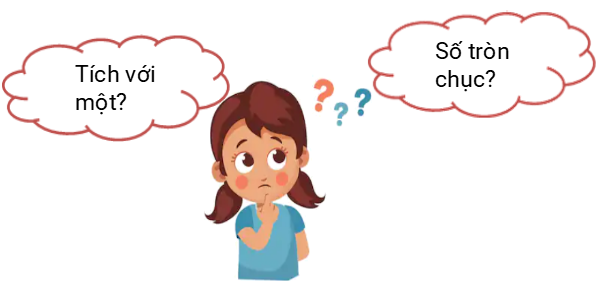 Tích với
một?
Số tròn
chục?
???